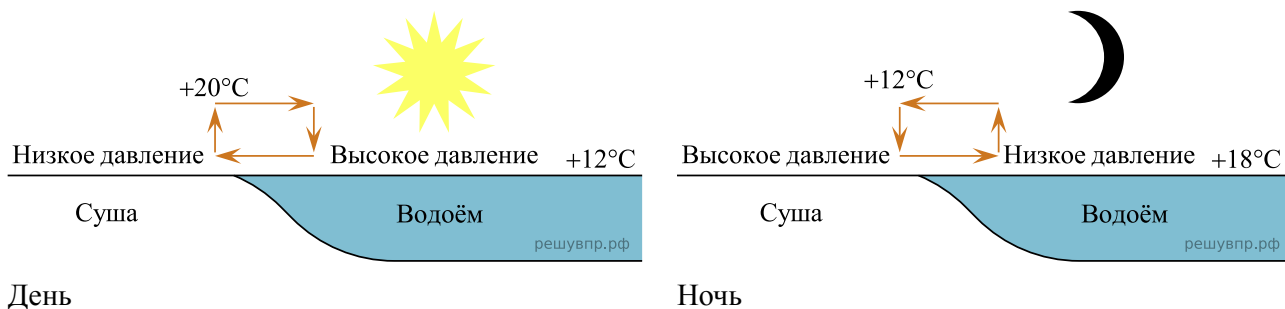 +20°C
Низкое давление
Высокое давление
+12°C
Суша
Водоём
решувпр.рф
День
+12°C
Высокое давление
Низкое давление
+18°C
Суша
Водоём
решувпр.рф
Ночь